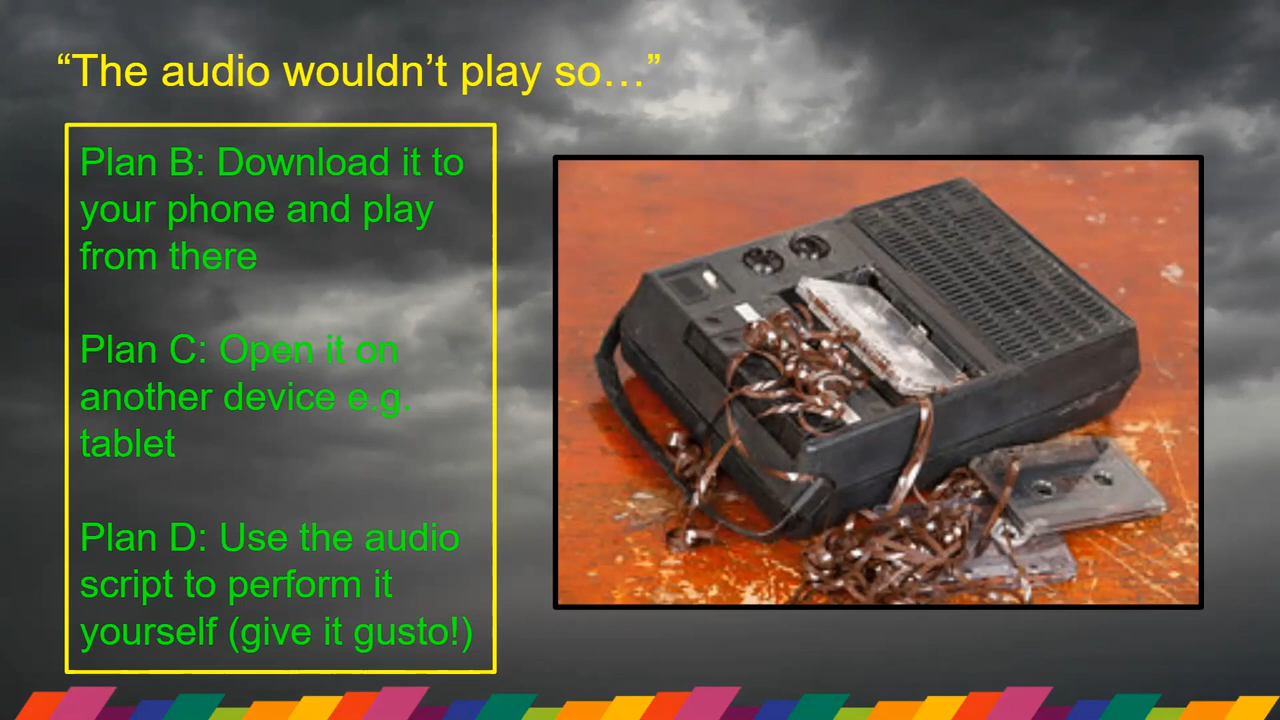 “The audio wouldn’t play so…”
Plan B: Download it to
your phone and play
from there
Plan C: Open it on
another device e.g.
tablet
Plan D: Use the audio
script to perform it
yourself (give it gusto!)